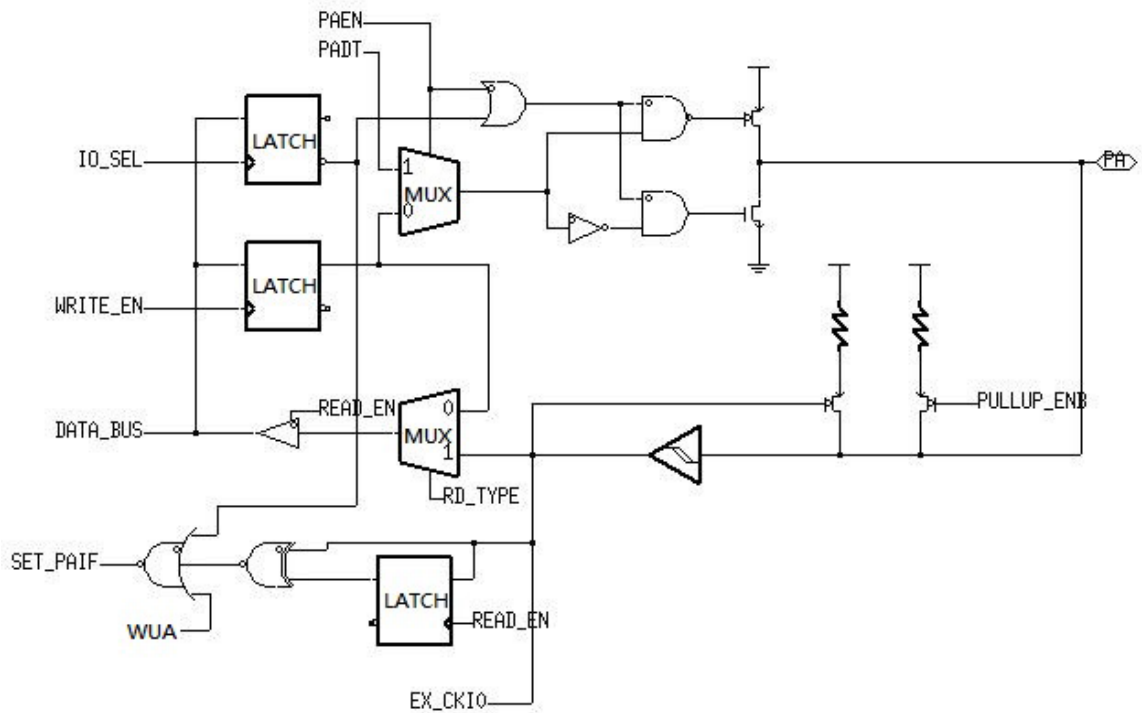 PAEN
PADT
LATCH
IO_SEL
1
MUX
0
PA
LATCH
WRITE_EN
READ_EN
0
PULLUP_ENB
DATA_BUS
MUX
1
RD_TYPE
SET_PAIF
LATCH
READ_EN
WUA
EX_CKI0